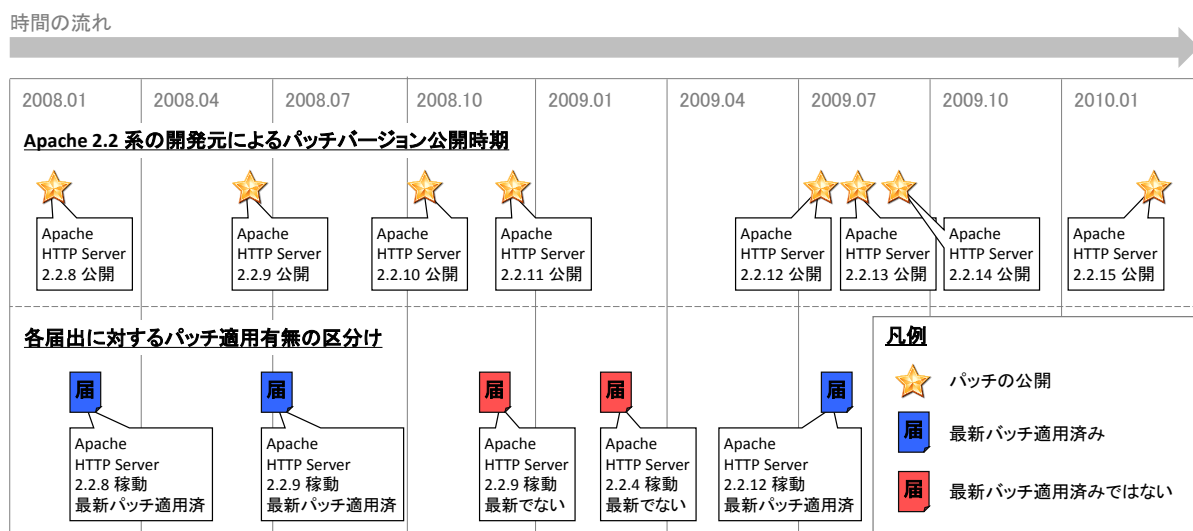 時間の流れ
2008.01
2008.04
2008.07
2008.10
2009.01
2009.04
2009.07
2009.10
2010.01
Apache 2.2 系の開発元によるパッチバージョン公開時期
Apache
HTTP Server
2.2.8 公開
Apache
HTTP Server
2.2.9 公開
Apache
HTTP Server
2.2.10 公開
Apache
HTTP Server
2.2.11 公開
Apache
HTTP Server
2.2.12 公開
Apache
HTTP Server
2.2.13 公開
Apache
HTTP Server
2.2.14 公開
Apache
HTTP Server
2.2.15 公開
各届出に対するパッチ適用有無の区分け
届
Apache
HTTP Server
2.2.8 稼動
最新パッチ適用済
届
Apache
HTTP Server
2.2.9 稼動
最新パッチ適用済
届
Apache
HTTP Server
2.2.9 稼動
最新でない
届
Apache
HTTP Server
2.2.4 稼動
最新でない
届
Apache
HTTP Server
2.2.12 稼動
最新パッチ適用済
凡例
パッチの公開
届
最新パッチ適用済み
届
最新パッチ適用済みではない